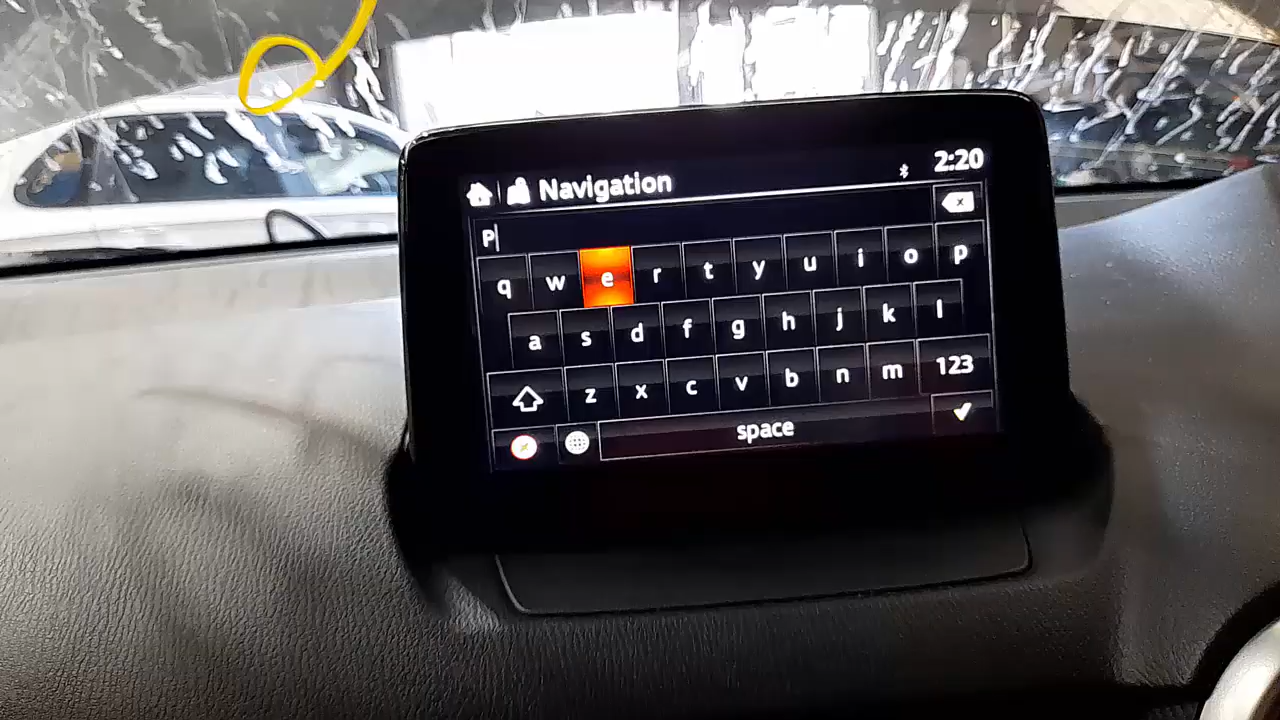 Navigation 2:20
P
q w e r t y u i o p
a s d f g h j k l
z x c v b n m 123
space